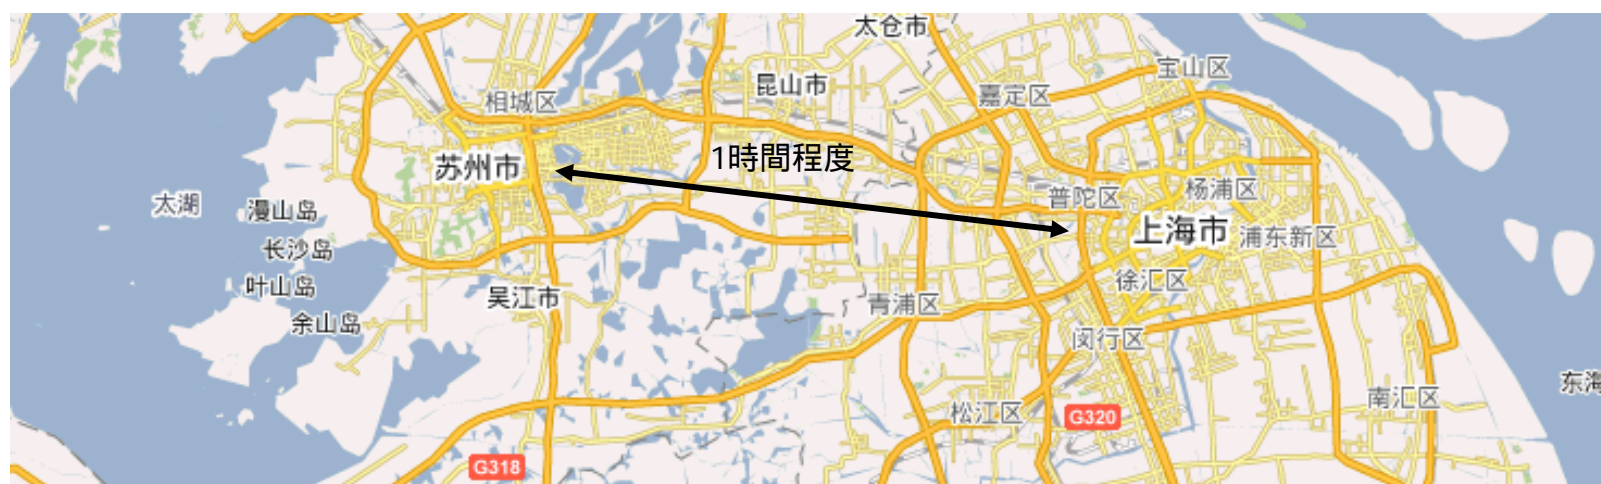 太仓市
宝山区
昆山市
嘉定区
相城区
1時間程度
苏州市
普陀区
杨浦区
太湖
漫山岛
上海市
浦东新区
长沙岛
徐汇区
叶山岛
吴江市
青浦区
余山岛
闵行区
东海
南汇区
松江区
G320
G318